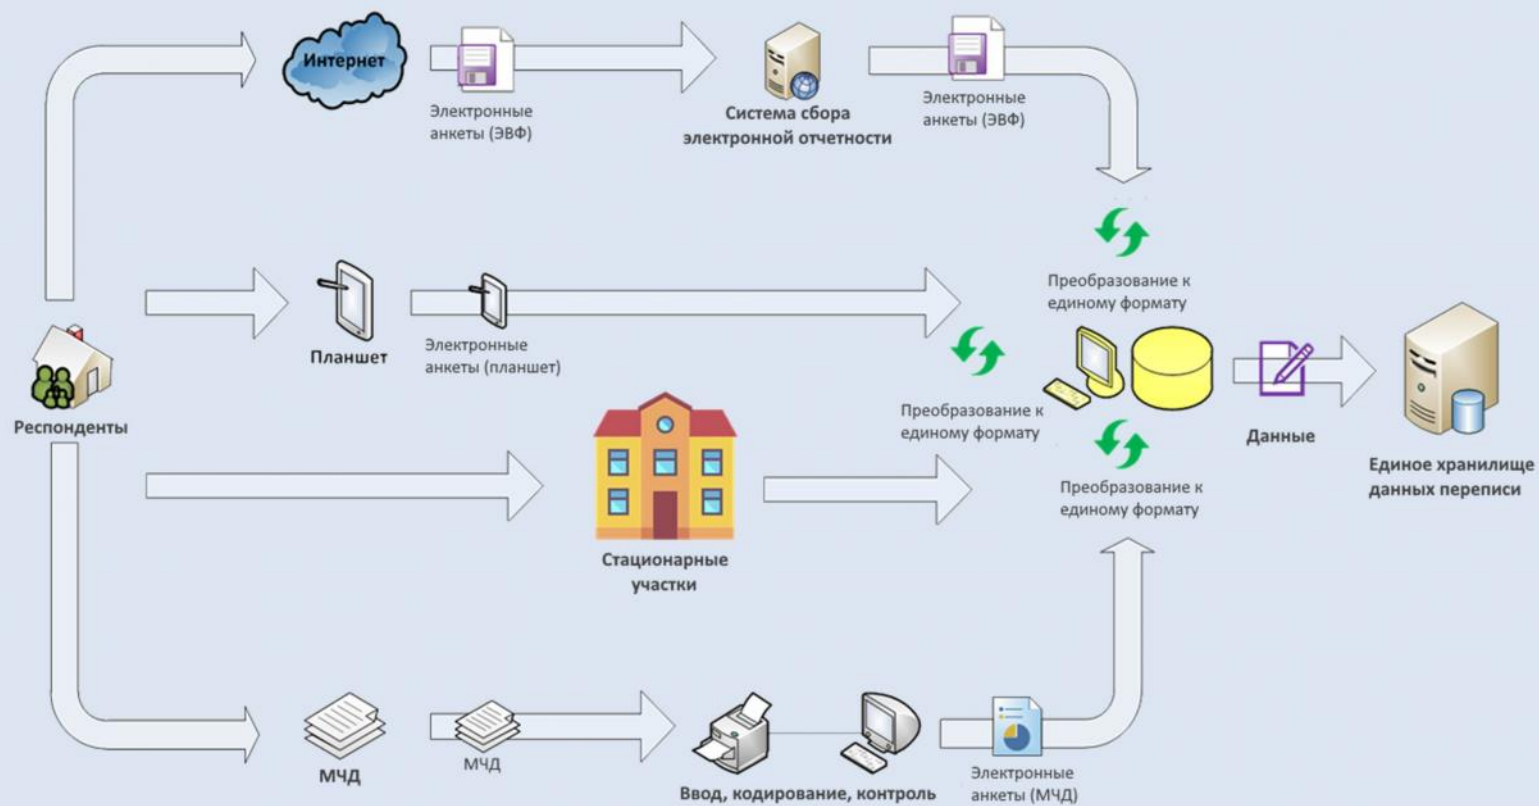 Интернет
Электронные
анкеты (ЭВФ)
Система сбора
электронной отчетности
Электронные
анкеты (ЭВФ)
Преобразование к
единому формату
Планшет
Электронные
анкеты (планшет)
Преобразование к
единому формату
Респонденты
Данные
Единое хранилище
данных переписи
Преобразование к
единому формату
Стационарные
участки
МЧД
МЧД
Ввод, кодирование, контроль
Электронные
анкеты (МЧД)